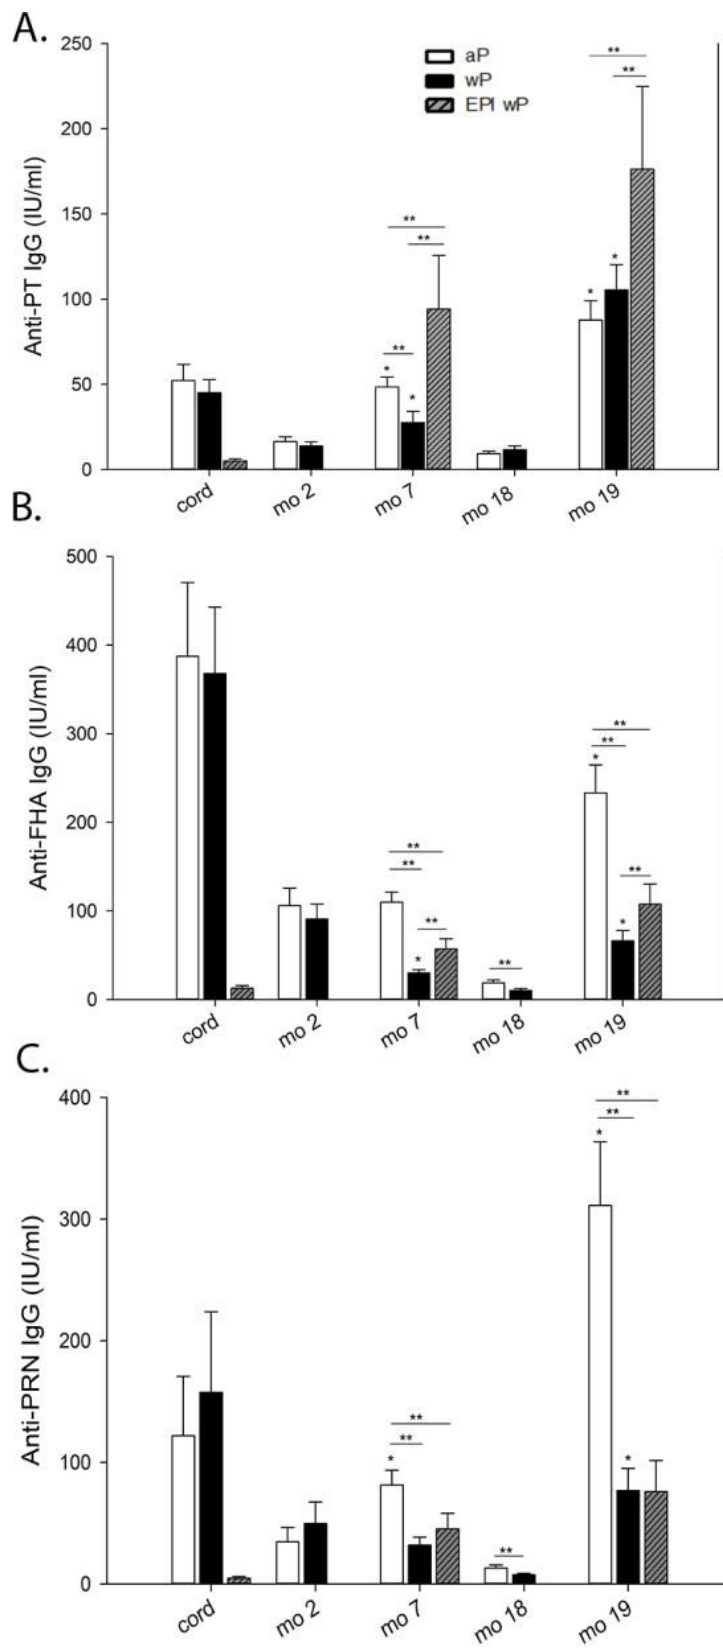 A.
250
200
150
100
50
0
Anti-PT IgG (IU/ml)
aP
wP
EPI wP
**
**
**
**
**
*
*
*
*
cord
mo 2
mo 7
mo 18
mo 19
B.
500
400
300
200
100
0
Anti-FHA IgG (IU/ml)
**
**
**
*
**
**
**
*
**
*
cord
mo 2
mo 7
mo 18
mo 19
C.
400
300
200
100
0
Anti-PRN IgG (IU/ml)
**
**
*
**
**
**
*
*
cord
mo 2
mo 7
mo 18
mo 19